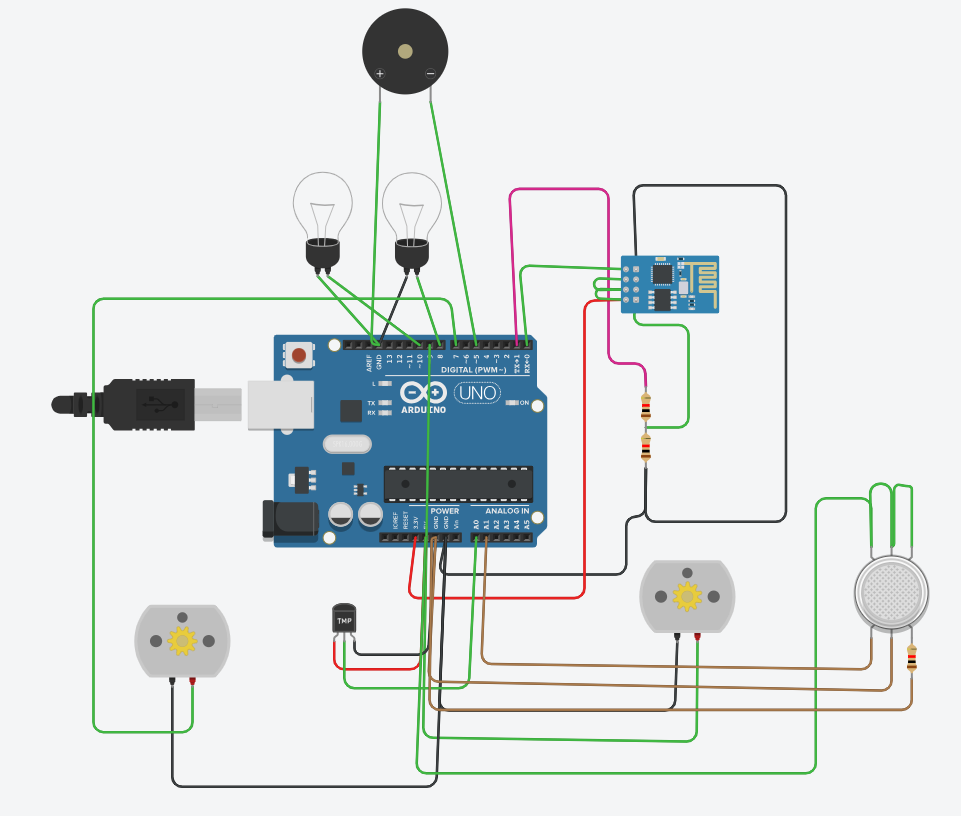 + −
AREF
GND
13
12
~11
~10
~9
8
7
~6
~5
4
~3
2
TX→1
RX←0
DIGITAL (PWM~)
L
TX
RX
UNO
ON
ARDUINO
POWER
ANALOG IN
IOREF
RESET
3.3V
GND
GND
Vin
A0
A1
A2
A3
A4
A5
TMP